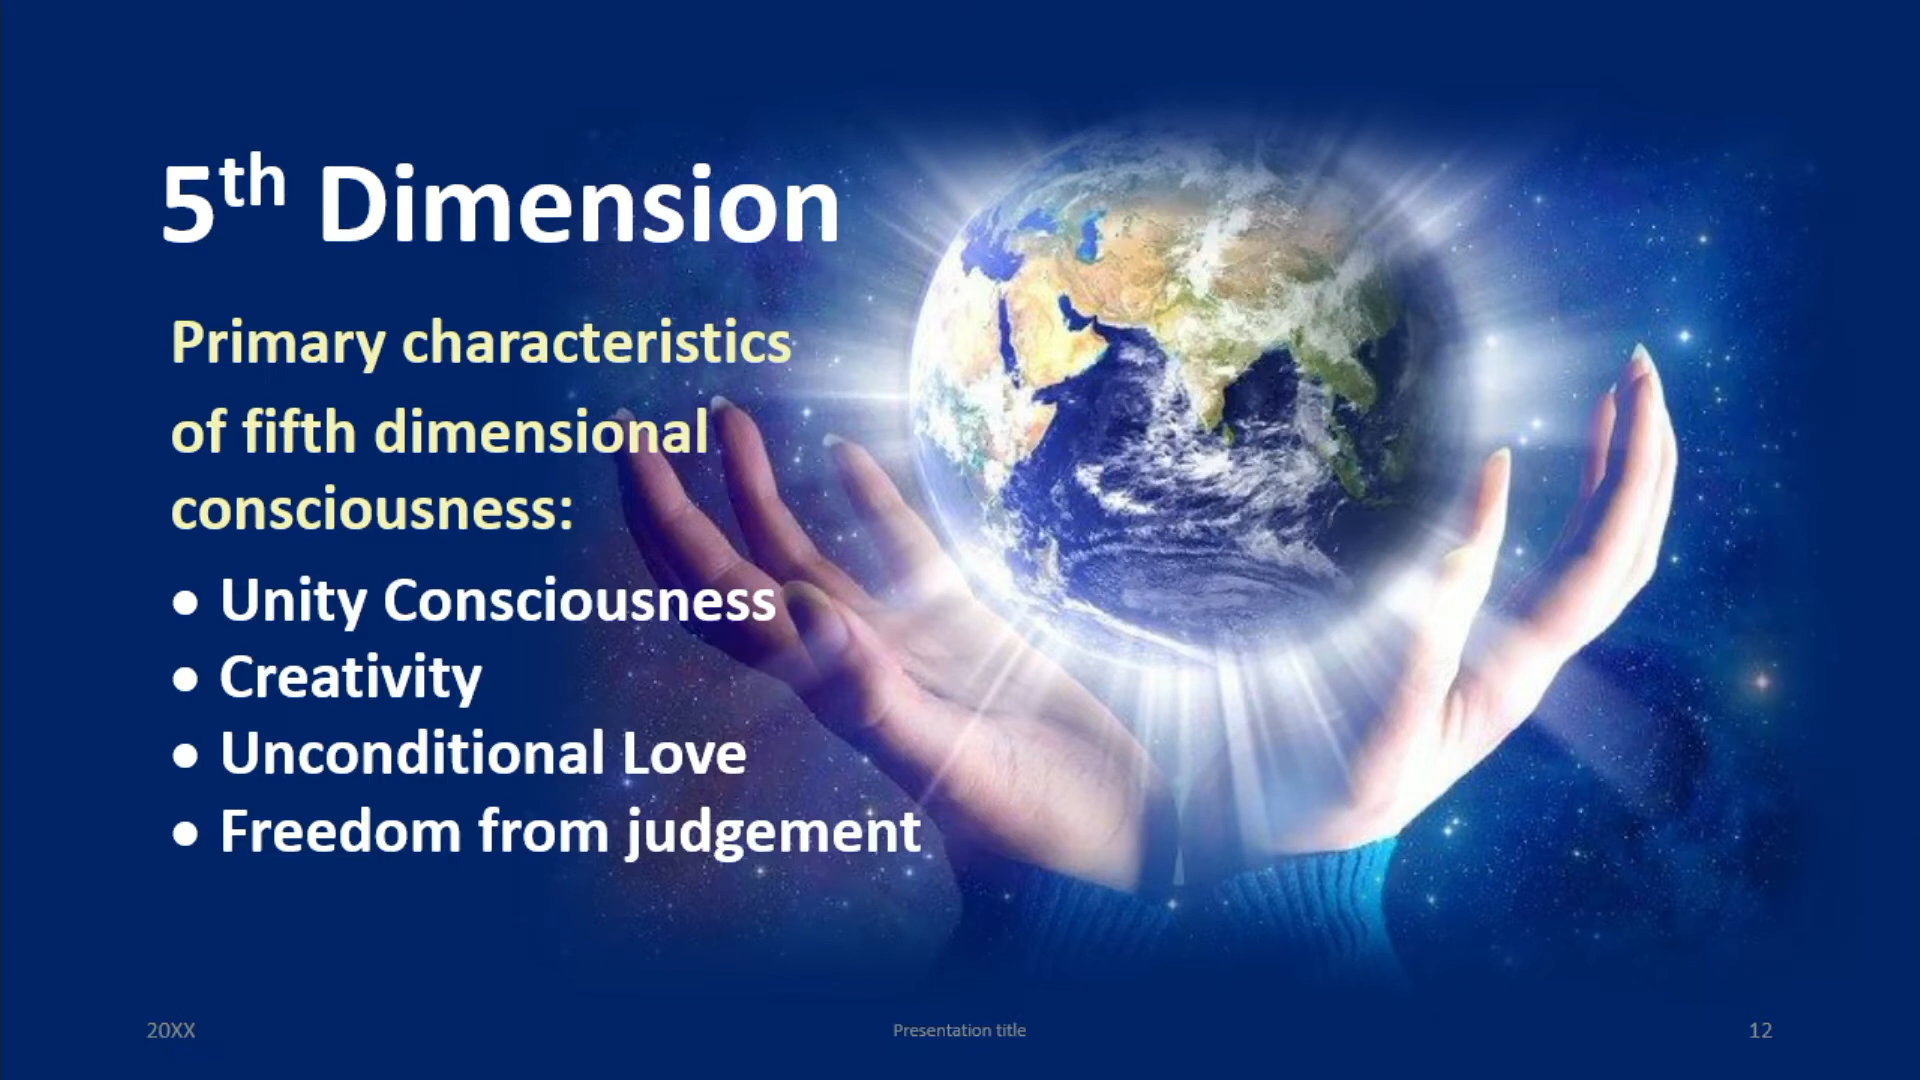 5th Dimension
Primary characteristics
of fifth dimensional
consciousness:
● Unity Consciousness
● Creativity
● Unconditional Love
● Freedom from judgement
20XX
Presentation title
12